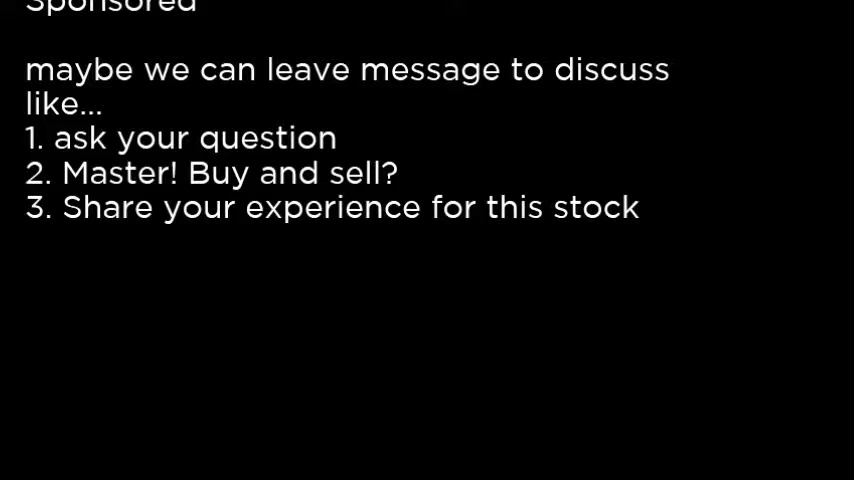 Sponsored
maybe we can leave message to discuss
like...
1. ask your question
2. Master! Buy and sell?
3. Share your experience for this stock